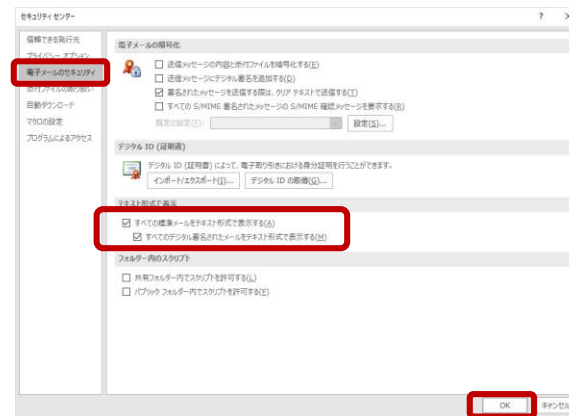 セキュリティ センター
?
信頼できる発行元
プライバシー オプション
電子メールのセキュリティ
添付ファイルの取り扱い
自動ダウンロード
マクロの設定
プログラムによるアクセス
電子メールの暗号化
送信メッセージの内容と添付ファイルを暗号化する(E)
送信メッセージにデジタル署名を追加する(D)
署名されたメッセージを送信する際は、クリア テキストで送信する(T)
すべての S/MIME 署名されたメッセージの S/MIME 確認メッセージを要求する(R)
既定の設定(F):
設定(S)...
デジタル ID (証明書)
デジタル ID (証明書) によって、電子取り引きにおける身分証明を行うことができます。
インポート/エクスポート(I)... デジタル ID の取得(G)...
テキスト形式で表示
すべての標準メールをテキスト形式で表示する(A)
すべてのデジタル署名されたメールをテキスト形式で表示する(M)
フォルダー内のスクリプト
共有フォルダー内でスクリプトを許可する(L)
パブリック フォルダー内でスクリプトを許可する(F)
OK キャンセル